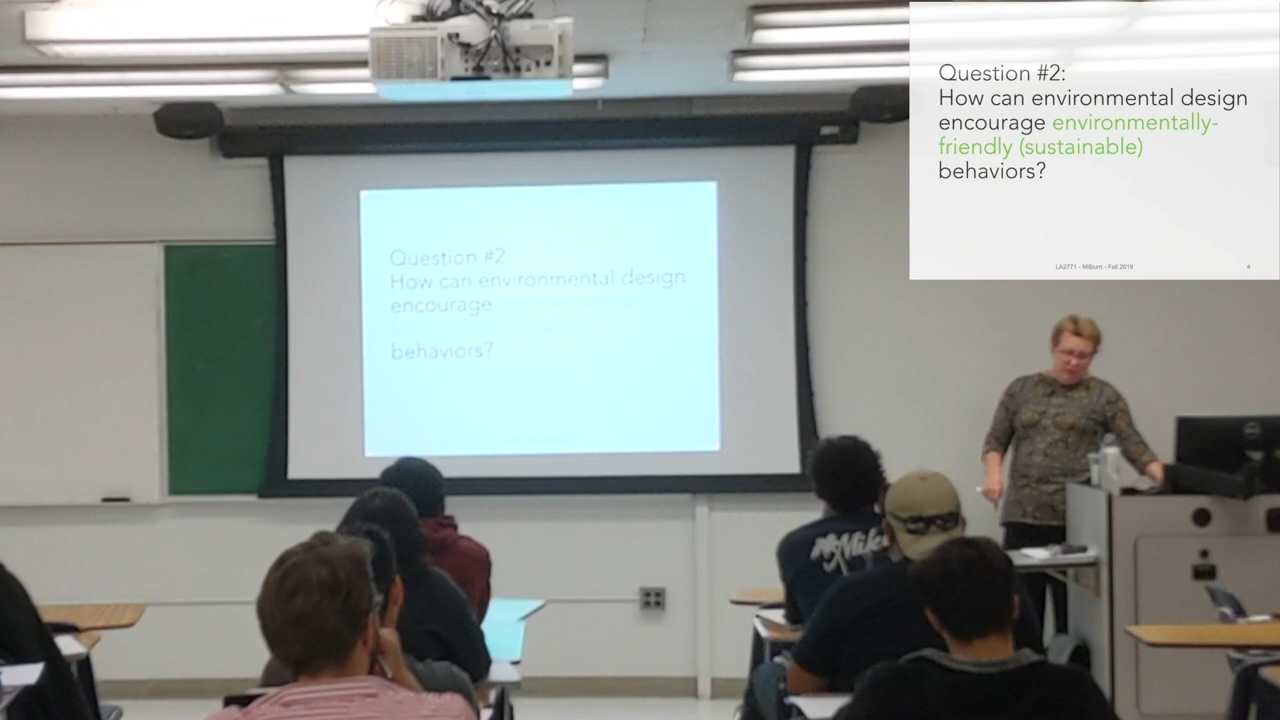 Question #2:
How can environmental design
encourage environmentally-
friendly (sustainable)
behaviors?
LA2771 - Milburn - Fall 2019
4
Question #2
How can environmental design
encourage
behaviors?